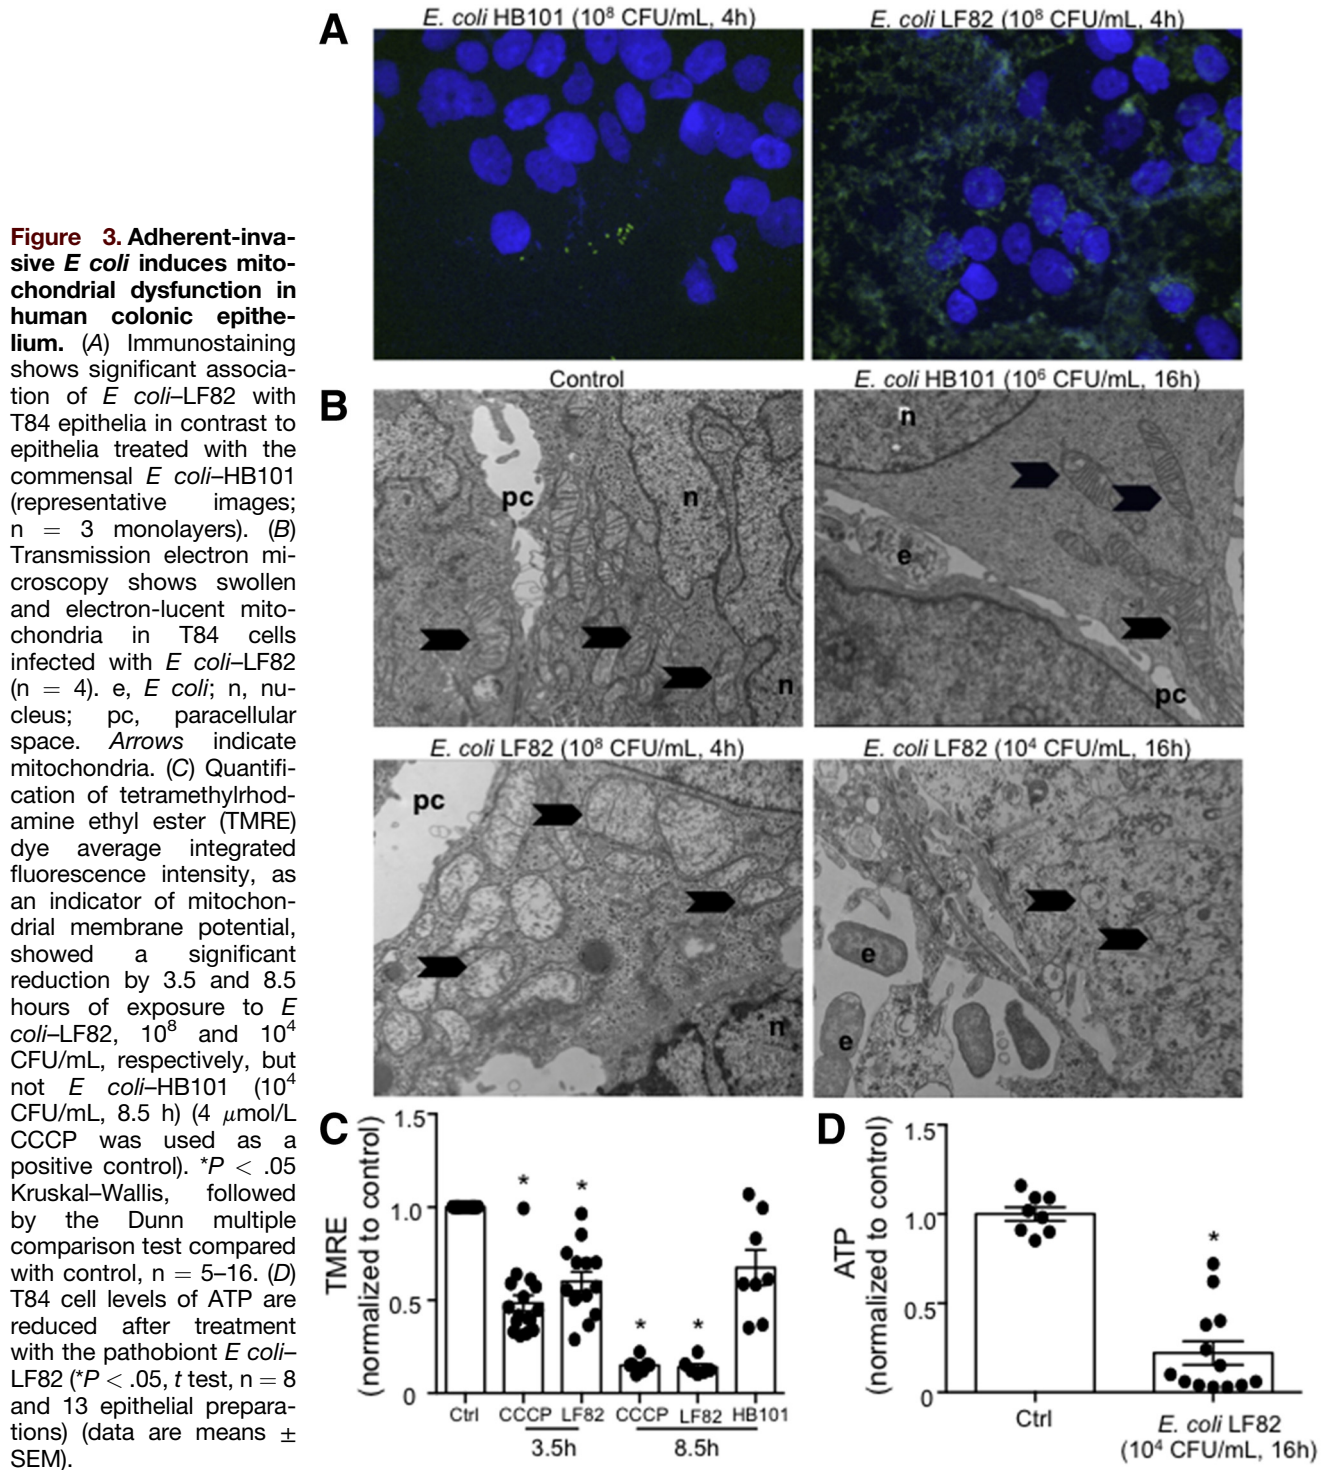 Figure 3. Adherent-inva-
sive E coli induces mito-
chondrial dysfunction in
human colonic epithe-
lium. (A) Immunostaining
shows significant associa-
tion of E coli–LF82 with
T84 epithelia in contrast to
epithelia treated with the
commensal E coli–HB101
(representative images;
n = 3 monolayers). (B)
Transmission electron mi-
croscopy shows swollen
and electron-lucent mito-
chondria in T84 cells
infected with E coli–LF82
(n = 4). e, E coli; n, nu-
cleus; pc, paracellular
space. Arrows indicate
mitochondria. (C) Quantifi-
cation of tetramethylrhod-
amine ethyl ester (TMRE)
dye average integrated
fluorescence intensity, as
an indicator of mitochon-
drial membrane potential,
showed a significant
reduction by 3.5 and 8.5
hours of exposure to E
coli–LF82, 10⁸ and 10⁴
CFU/mL, respectively, but
not E coli–HB101 (10⁴
CFU/mL, 8.5 h) (4 μmol/L
CCCP was used as a
positive control). *P < .05
Kruskal–Wallis, followed
by the Dunn multiple
comparison test compared
with control, n = 5–16. (D)
T84 cell levels of ATP are
reduced after treatment
with the pathobiont E coli–
LF82 (*P < .05, t test, n = 8
and 13 epithelial prepara-
tions) (data are means ±
SEM).
A
E. coli HB101 (10⁸ CFU/mL, 4h)
E. coli LF82 (10⁸ CFU/mL, 4h)
B
Control
E. coli HB101 (10⁶ CFU/mL, 16h)
pc
n
n
n
e
pc
E. coli LF82 (10⁸ CFU/mL, 4h)
E. coli LF82 (10⁴ CFU/mL, 16h)
pc
n
e
e
C
TMRE
(normalized to control)
1.5
1.0
0.5
0
*
*
*
*
Ctrl CCCP LF82 CCCP LF82 HB101
3.5h 8.5h
D
ATP
(normalized to control)
1.5
1.0
0.5
0
*
Ctrl
E. coli LF82
(10⁴ CFU/mL, 16h)